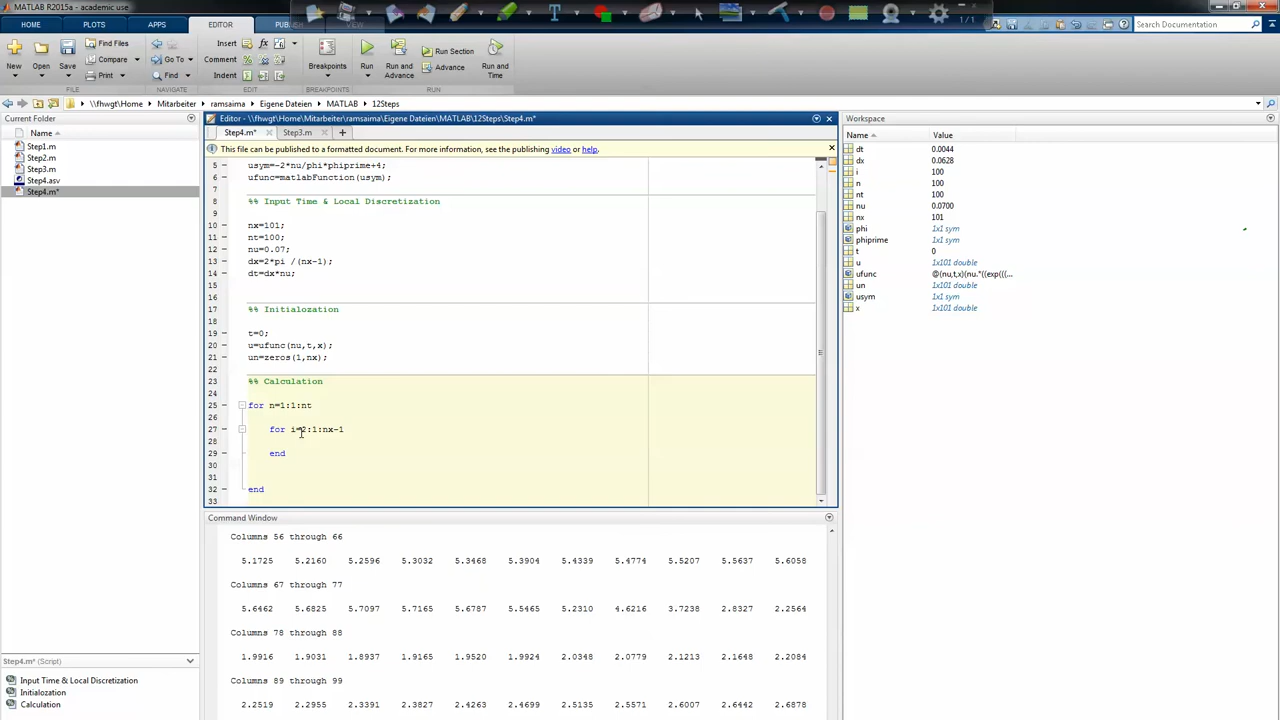 MATLAB R2015a - academic use
HOME PLOTS APPS EDITOR PUBLISH VIEW
1/1
Search Documentation
New Open Save Find Files Compare Print
Insert Comment Indent fx Go To Find
Breakpoints Run Run and Advance Run Section Advance Run and Time
FILE NAVIGATE EDIT BREAKPOINTS RUN
\\fhwgt\Home Mitarbeiter ramsaima Eigene Dateien MATLAB 12Steps
Current Folder
Name
Step1.m
Step2.m
Step3.m
Step4.asv
Step4.m*
Step4.m* (Script)
Input Time & Local Discretization
Initialozation
Calculation
Editor - \\fhwgt\Home\Mitarbeiter\ramsaima\Eigene Dateien\MATLAB\12Steps\Step4.m*
Step4.m* Step3.m
This file can be published to a formatted document. For more information, see the publishing video or help.
5 usym=-2*nu/phi*phiprime+4;
6 ufunc=matlabFunction(usym);
7
8 %% Input Time & Local Discretization
9
10 nx=101;
11 nt=100;
12 nu=0.07;
13 dx=2*pi /(nx-1);
14 dt=dx*nu;
15
16
17 %% Initialozation
18
19 t=0;
20 u=ufunc(nu,t,x);
21 un=zeros(1,nx);
22
23 %% Calculation
24
25 for n=1:1:nt
26
27 for i=2:1:nx-1
28
29 end
30
31
32 end
33
Command Window
Columns 56 through 66
5.1725 5.2160 5.2596 5.3032 5.3468 5.3904 5.4339 5.4774 5.5207 5.5637 5.6058
Columns 67 through 77
5.6462 5.6825 5.7097 5.7165 5.6787 5.5465 5.2310 4.6216 3.7238 2.8327 2.2564
Columns 78 through 88
1.9916 1.9031 1.8937 1.9165 1.9520 1.9924 2.0348 2.0779 2.1213 2.1648 2.2084
Columns 89 through 99
2.2519 2.2955 2.3391 2.3827 2.4263 2.4699 2.5135 2.5571 2.6007 2.6442 2.6878
Workspace
Name Value
dt 0.0044
dx 0.0628
i 100
n 100
nt 100
nu 0.0700
nx 101
phi 1x1 sym
phiprime 1x1 sym
t 0
u 1x101 double
ufunc @(nu,t,x)(nu.*((exp(((...
un 1x101 double
usym 1x1 sym
x 1x101 double